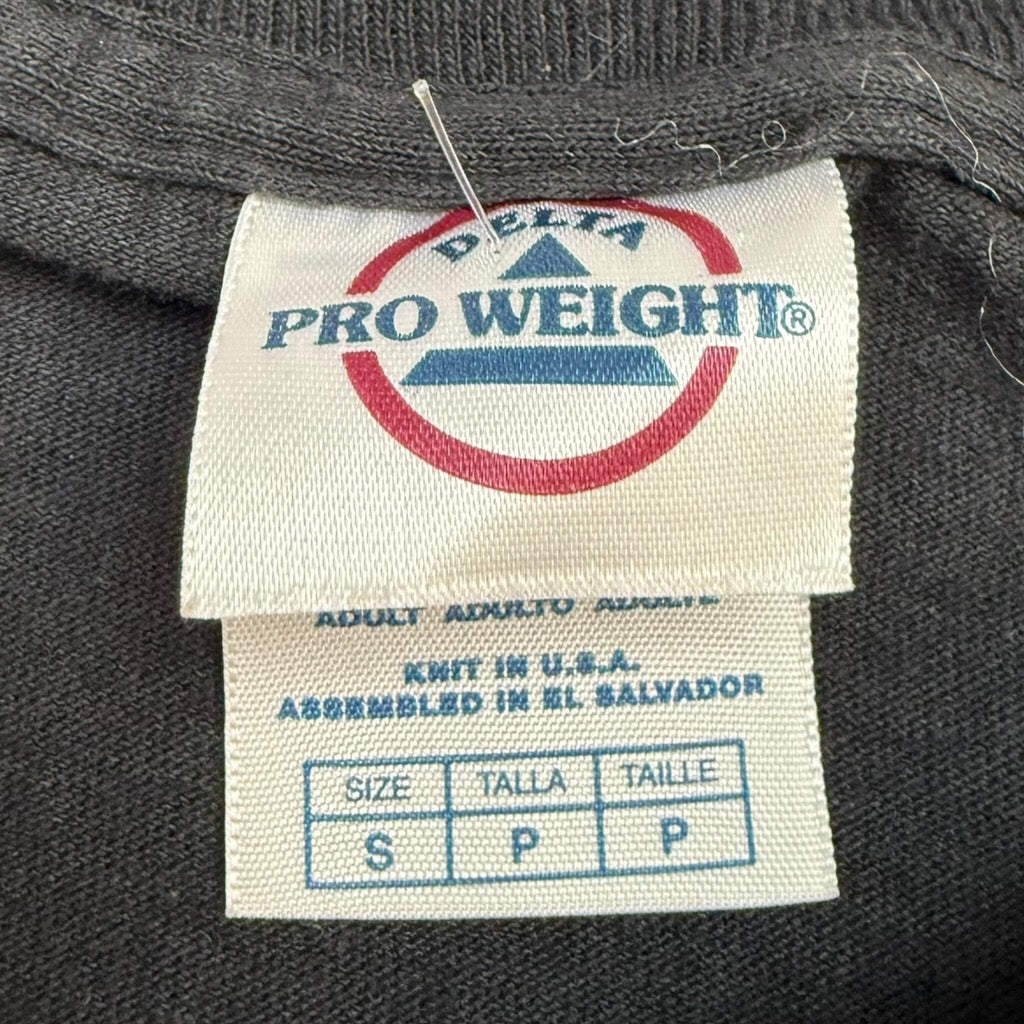 DELTA
PRO WEIGHT®
ADULT ADULTO ADULTE
KNIT IN U.S.A.
ASSEMBLED IN EL SALVADOR
SIZE TALLA TAILLE
S P P